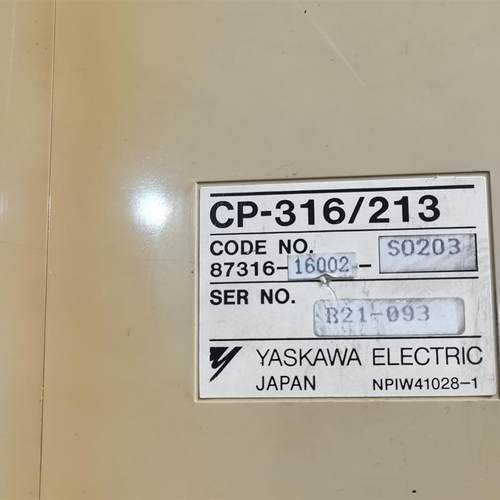 CP-316/213
CODE NO.
87316-16002-S0203
SER NO.
B21-093
YASKAWA ELECTRIC
JAPAN NPIW41028-1